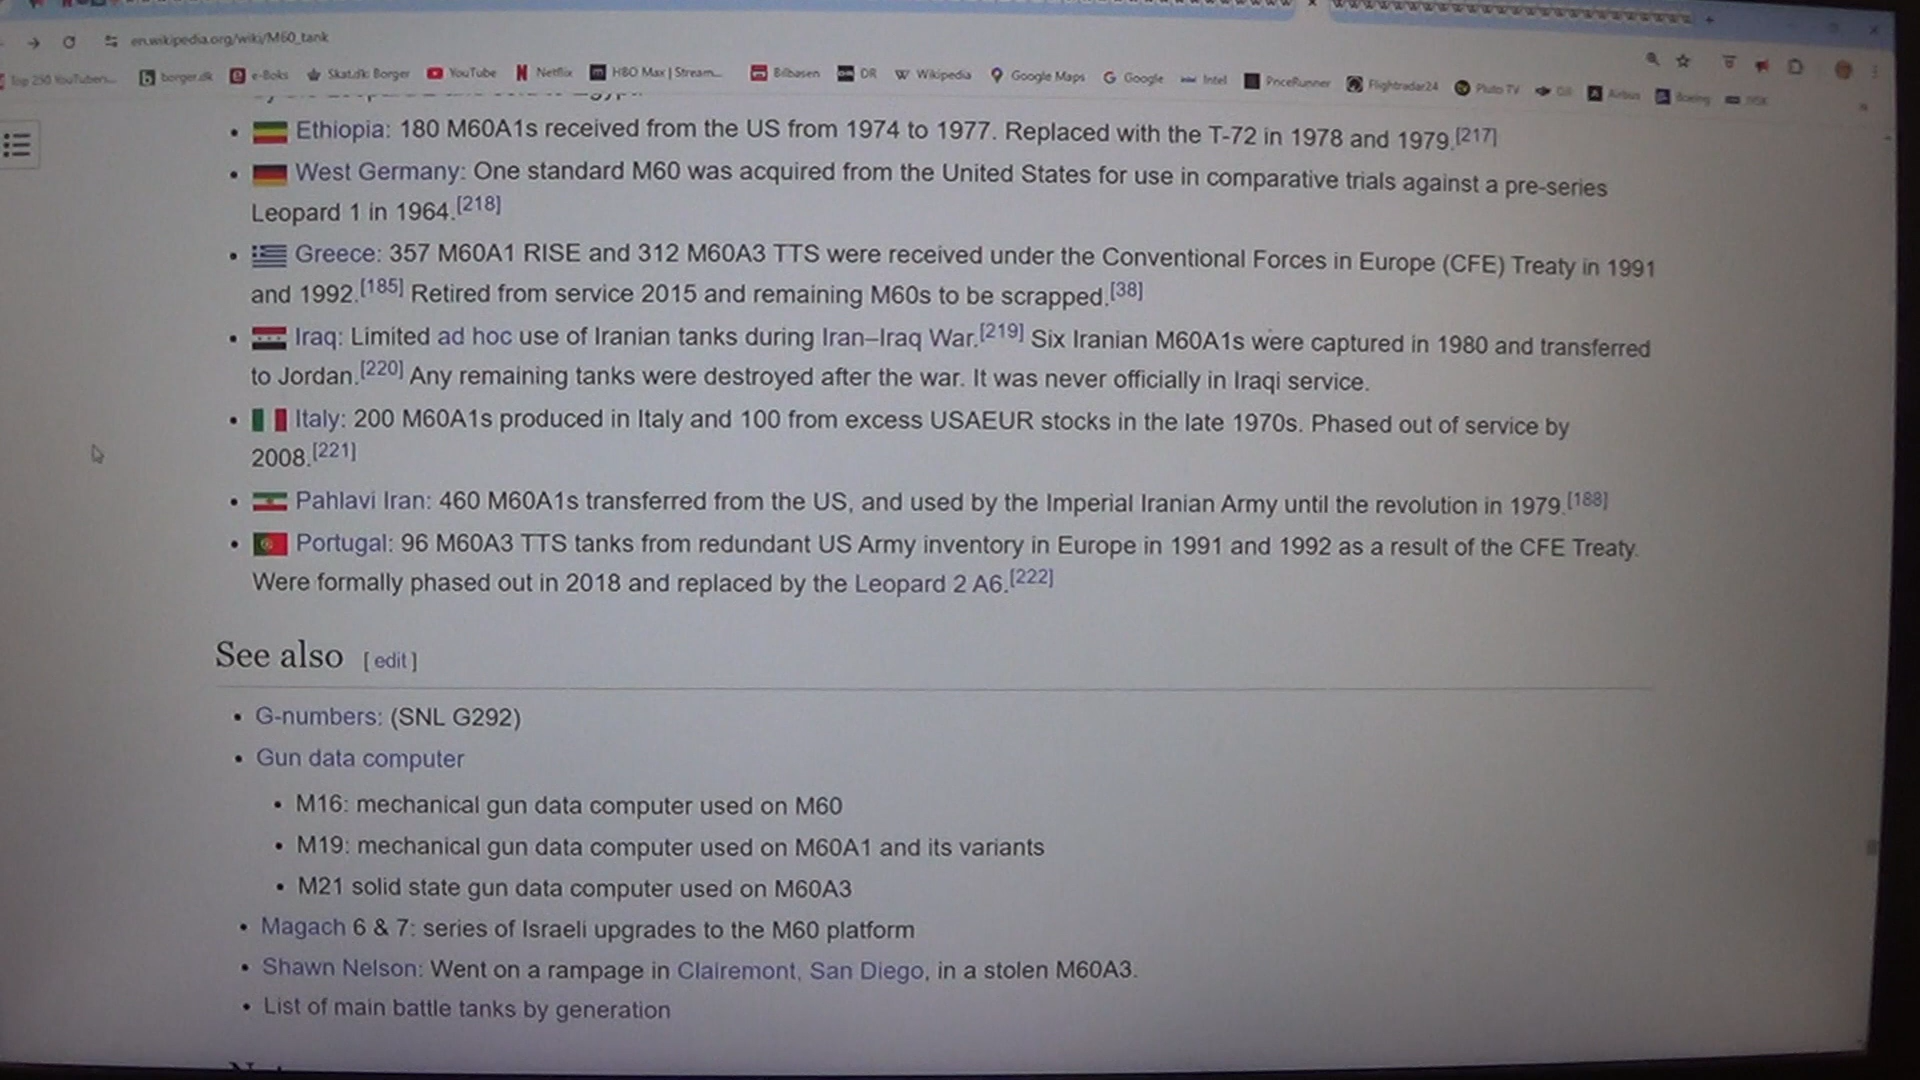 en.wikipedia.org/wiki/M60_tank
Top 250 YouTubers... borger.dk e-Boks Skat.dk: Borger YouTube Netflix HBO Max | Stream... Bilbasen DR Wikipedia Google Maps Google Intel PriceRunner Flightradar24 Pluto TV Airbus Boeing
Ethiopia: 180 M60A1s received from the US from 1974 to 1977. Replaced with the T-72 in 1978 and 1979.[217]
West Germany: One standard M60 was acquired from the United States for use in comparative trials against a pre-series
Leopard 1 in 1964.[218]
Greece: 357 M60A1 RISE and 312 M60A3 TTS were received under the Conventional Forces in Europe (CFE) Treaty in 1991
and 1992.[185] Retired from service 2015 and remaining M60s to be scrapped.[38]
Iraq: Limited ad hoc use of Iranian tanks during Iran–Iraq War.[219] Six Iranian M60A1s were captured in 1980 and transferred
to Jordan.[220] Any remaining tanks were destroyed after the war. It was never officially in Iraqi service.
Italy: 200 M60A1s produced in Italy and 100 from excess USAEUR stocks in the late 1970s. Phased out of service by
2008.[221]
Pahlavi Iran: 460 M60A1s transferred from the US, and used by the Imperial Iranian Army until the revolution in 1979.[188]
Portugal: 96 M60A3 TTS tanks from redundant US Army inventory in Europe in 1991 and 1992 as a result of the CFE Treaty.
Were formally phased out in 2018 and replaced by the Leopard 2 A6.[222]
See also [edit]
G-numbers: (SNL G292)
Gun data computer
M16: mechanical gun data computer used on M60
M19: mechanical gun data computer used on M60A1 and its variants
M21 solid state gun data computer used on M60A3
Magach 6 & 7: series of Israeli upgrades to the M60 platform
Shawn Nelson: Went on a rampage in Clairemont, San Diego, in a stolen M60A3.
List of main battle tanks by generation